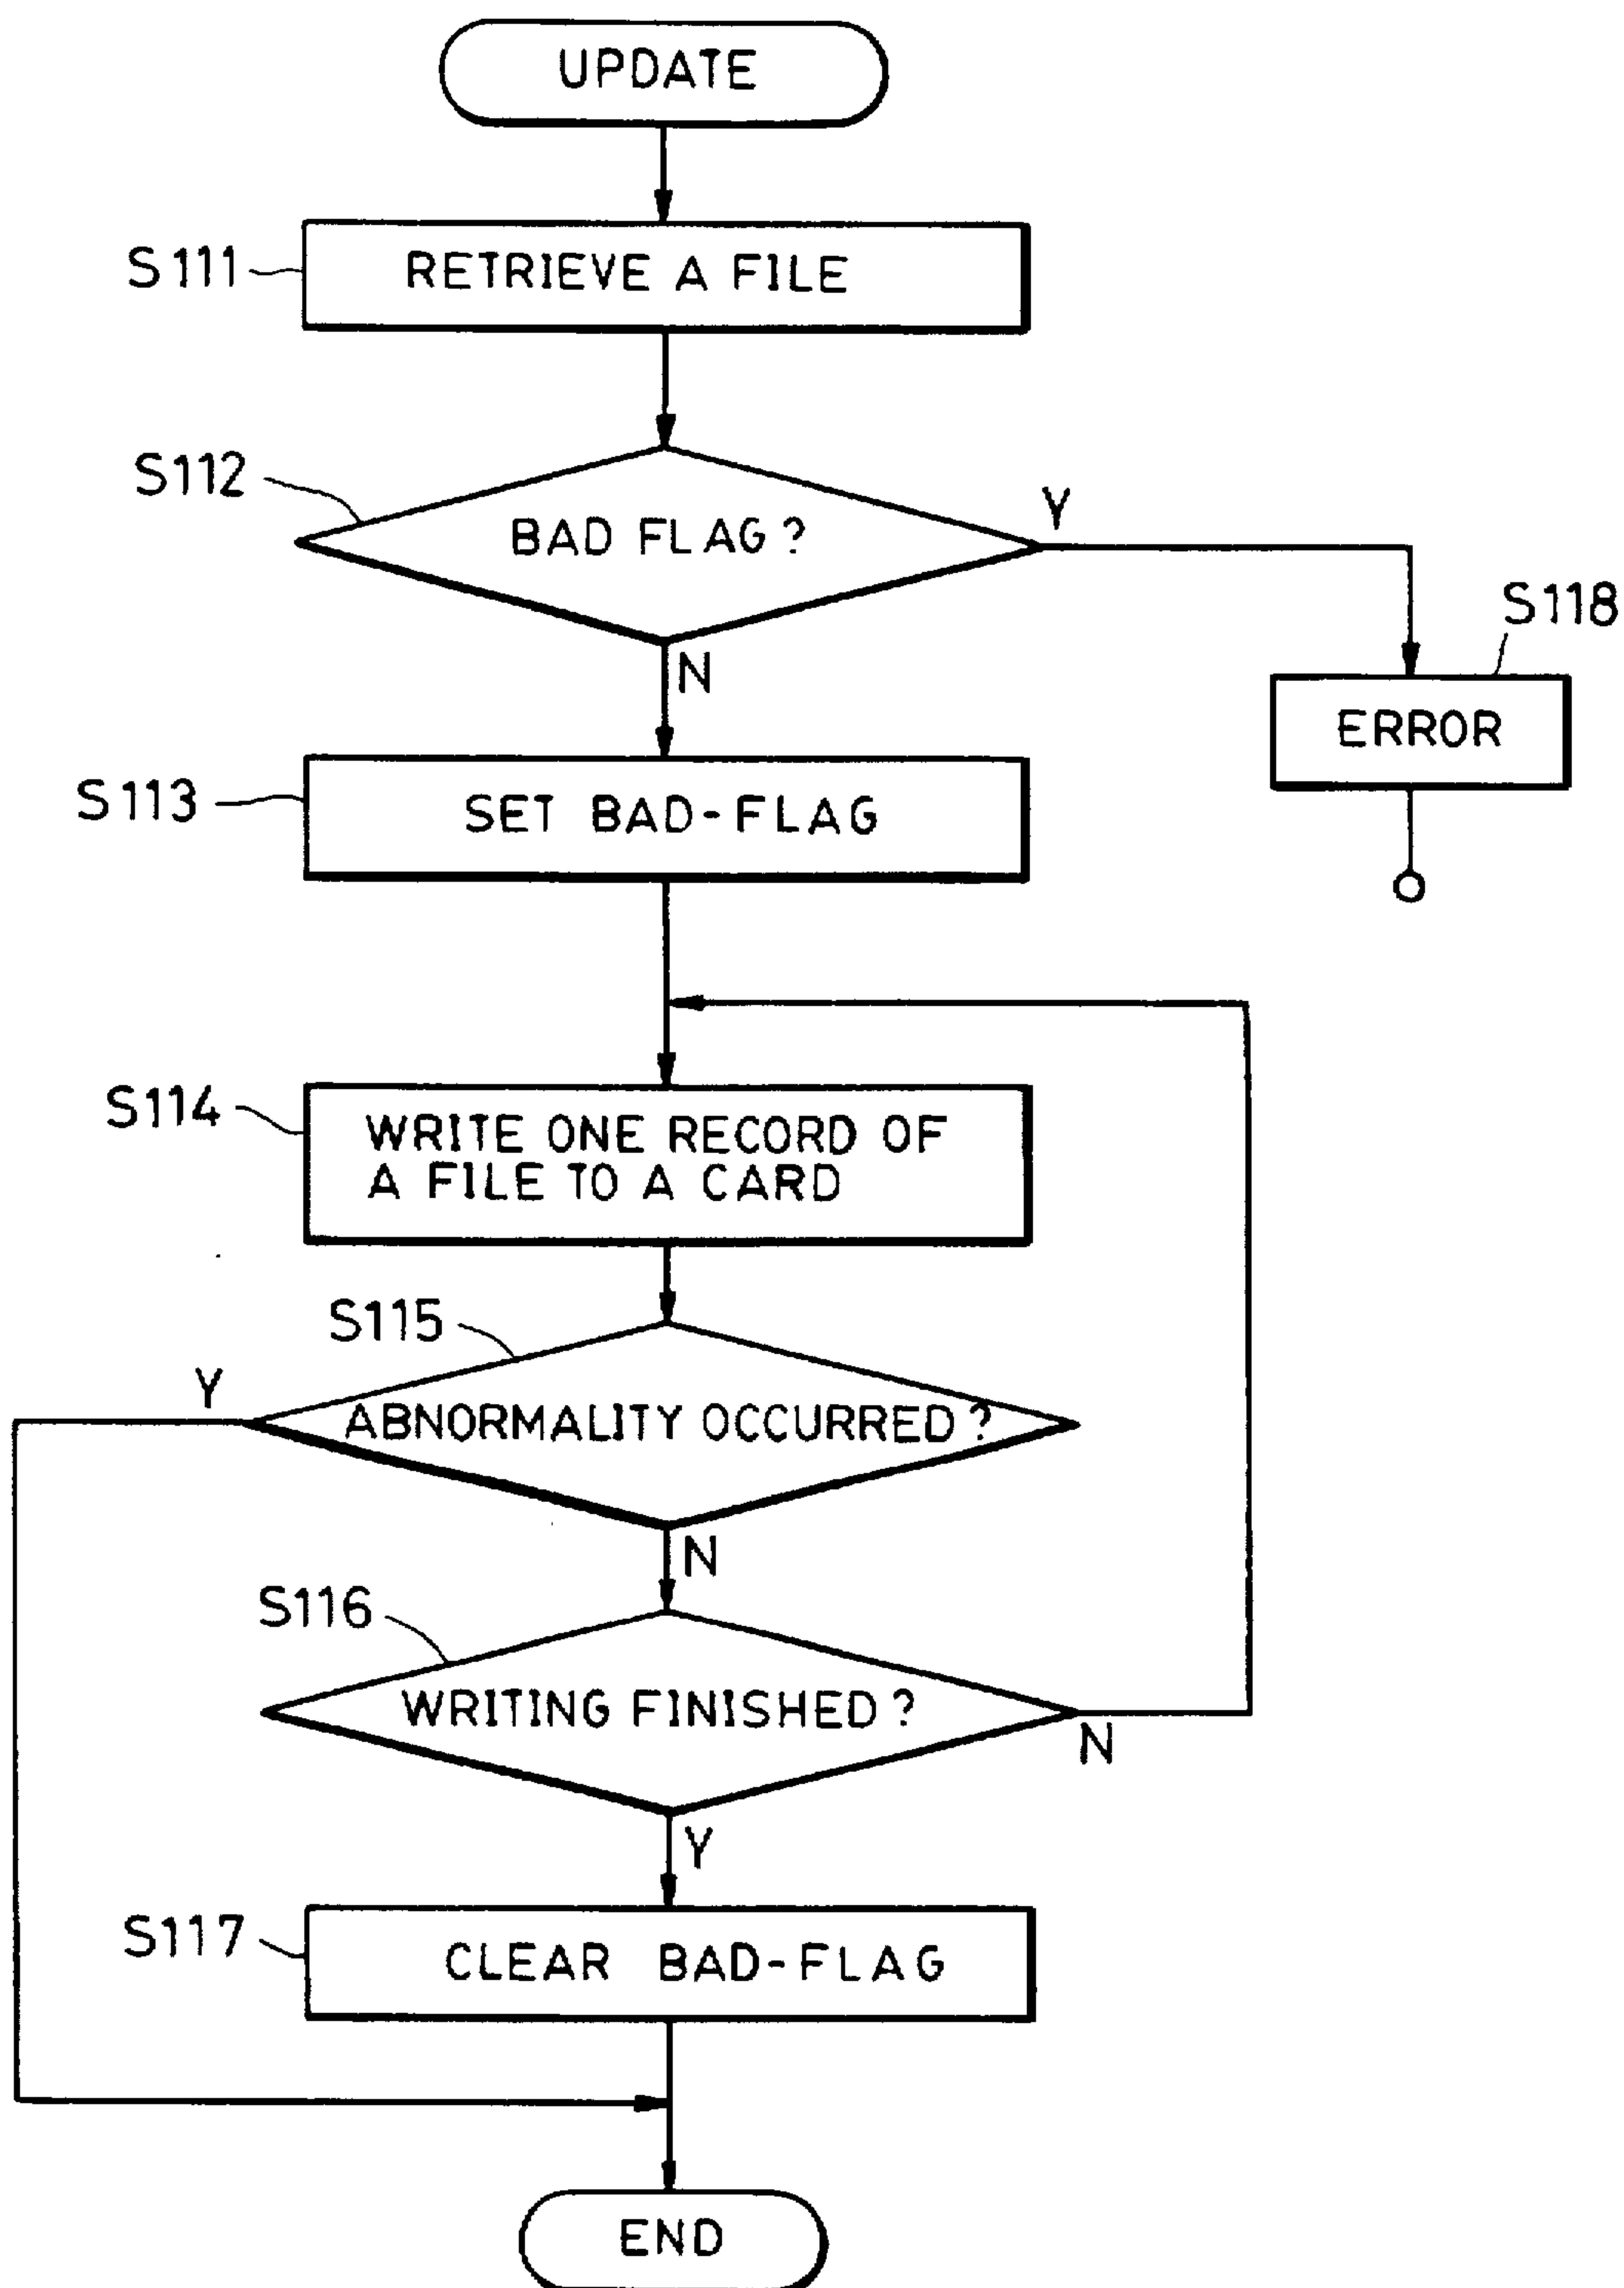 UPDATE
S111
RETRIEVE A FILE
S112
BAD FLAG?
Y
N
S118
ERROR
S113
SET BAD-FLAG
S114
WRITE ONE RECORD OF
A FILE TO A CARD
S115
Y
ABNORMALITY OCCURRED?
N
S116
WRITING FINISHED?
N
Y
S117
CLEAR BAD-FLAG
END